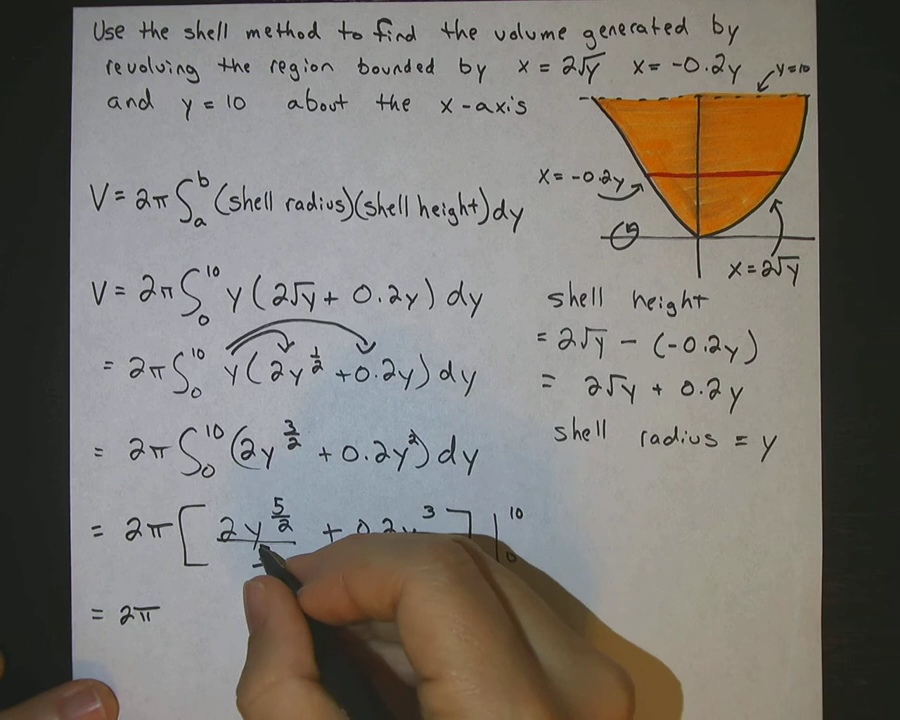 Use the shell method to find the volume generated by
revolving the region bounded by x = 2√y x = -0.2y
and y = 10 about the x-axis
y = 10
x = -0.2y
x = 2√y
V = 2π∫₀ᵇ (shell radius)(shell height)dy
V = 2π∫₀¹⁰ y(2√y + 0.2y) dy
= 2π∫₀¹⁰ y(2y^½ + 0.2y) dy
= 2π∫₀¹⁰ (2y^(3/2) + 0.2y²) dy
= 2π[2y^(5/2) + 0.2y³]|₀¹⁰
= 2π
shell height
= 2√y - (-0.2y)
= 2√y + 0.2y
shell radius = y